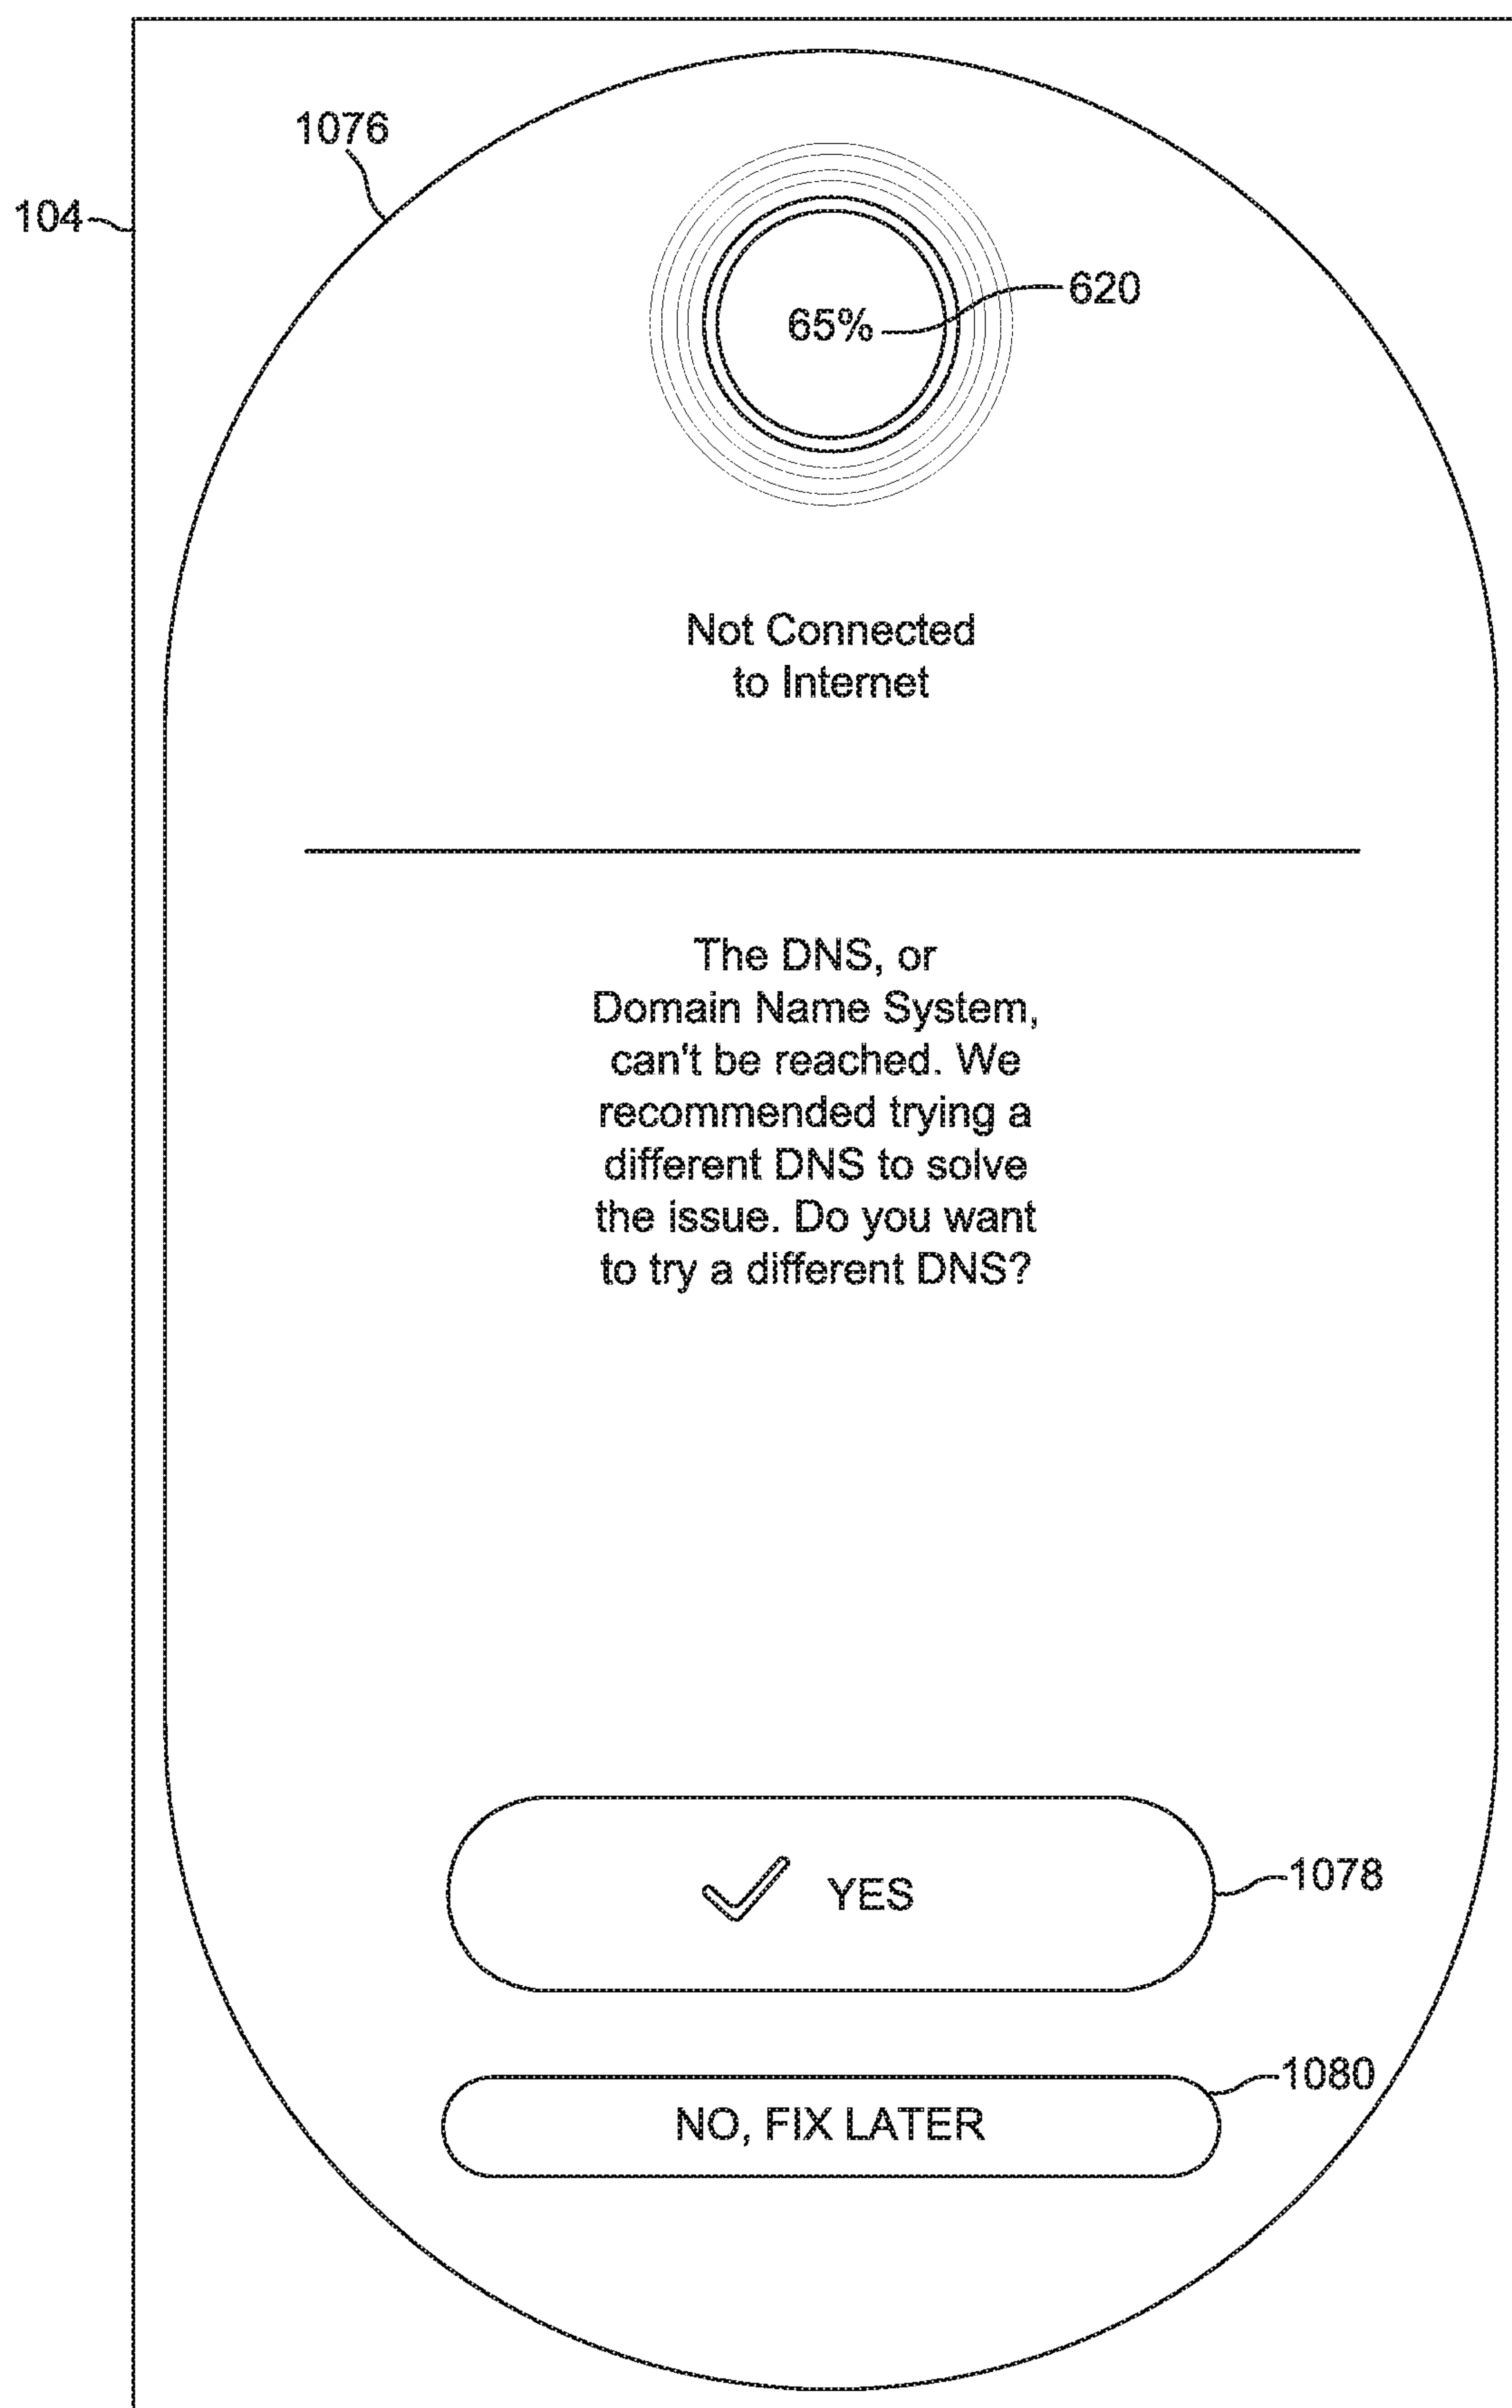 1076
104
620
65%
Not Connected
to Internet
The DNS, or
Domain Name System,
can't be reached. We
recommended trying a
different DNS to solve
the issue. Do you want
to try a different DNS?
YES
1078
1080
NO, FIX LATER